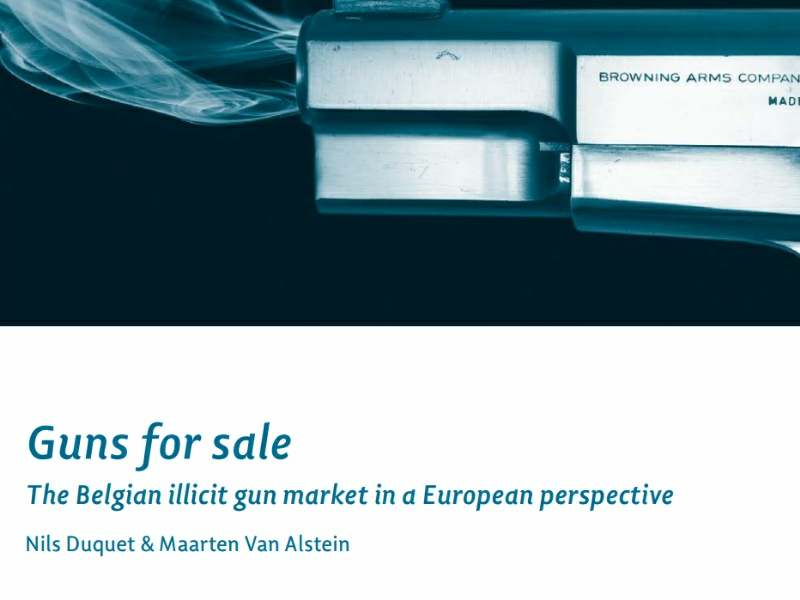 BROWNING ARMS COMPAN
MAD
Guns for sale
The Belgian illicit gun market in a European perspective
Nils Duquet & Maarten Van Alstein